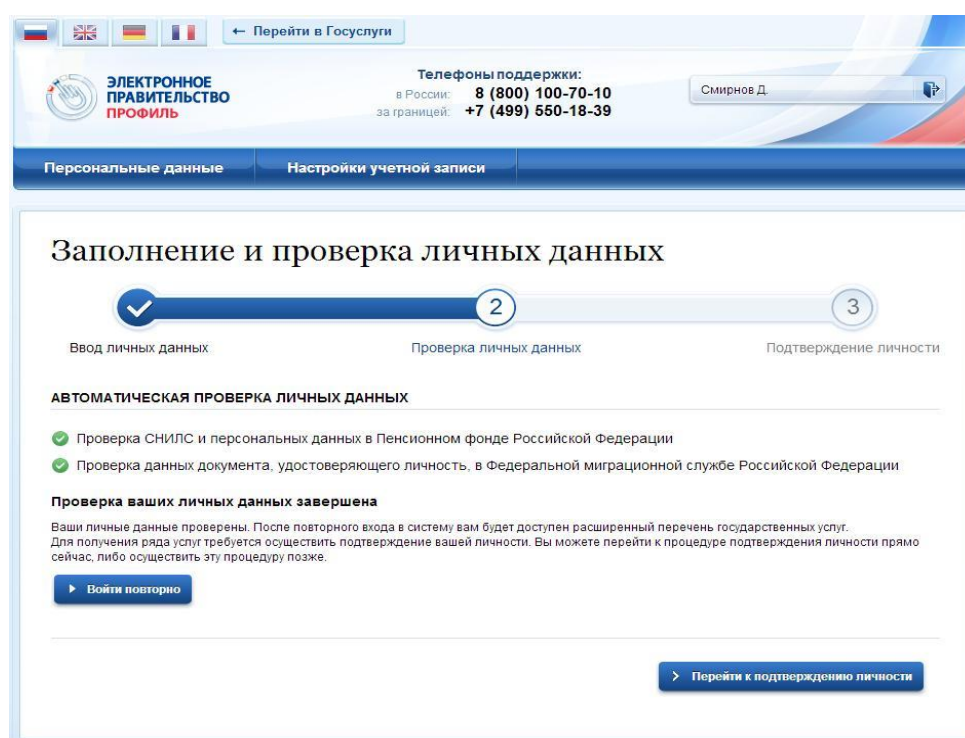 ← Перейти в Госуслуги
ЭЛЕКТРОННОЕ
ПРАВИТЕЛЬСТВО
ПРОФИЛЬ
Телефоны поддержки:
в России: 8 (800) 100-70-10
за границей: +7 (499) 550-18-39
Смирнов Д.
Персональные данные Настройки учетной записи
Заполнение и проверка личных данных
2 3
Ввод личных данных Проверка личных данных Подтверждение личности
АВТОМАТИЧЕСКАЯ ПРОВЕРКА ЛИЧНЫХ ДАННЫХ
Проверка СНИЛС и персональных данных в Пенсионном фонде Российской Федерации
Проверка данных документа, удостоверяющего личность, в Федеральной миграционной службе Российской Федерации
Проверка ваших личных данных завершена
Ваши личные данные проверены. После повторного входа в систему вам будет доступен расширенный перечень государственных услуг.
Для получения ряда услуг требуется осуществить подтверждение вашей личности. Вы можете перейти к процедуре подтверждения личности прямо
сейчас, либо осуществить эту процедуру позже.
Войти повторно
Перейти к подтверждению личности